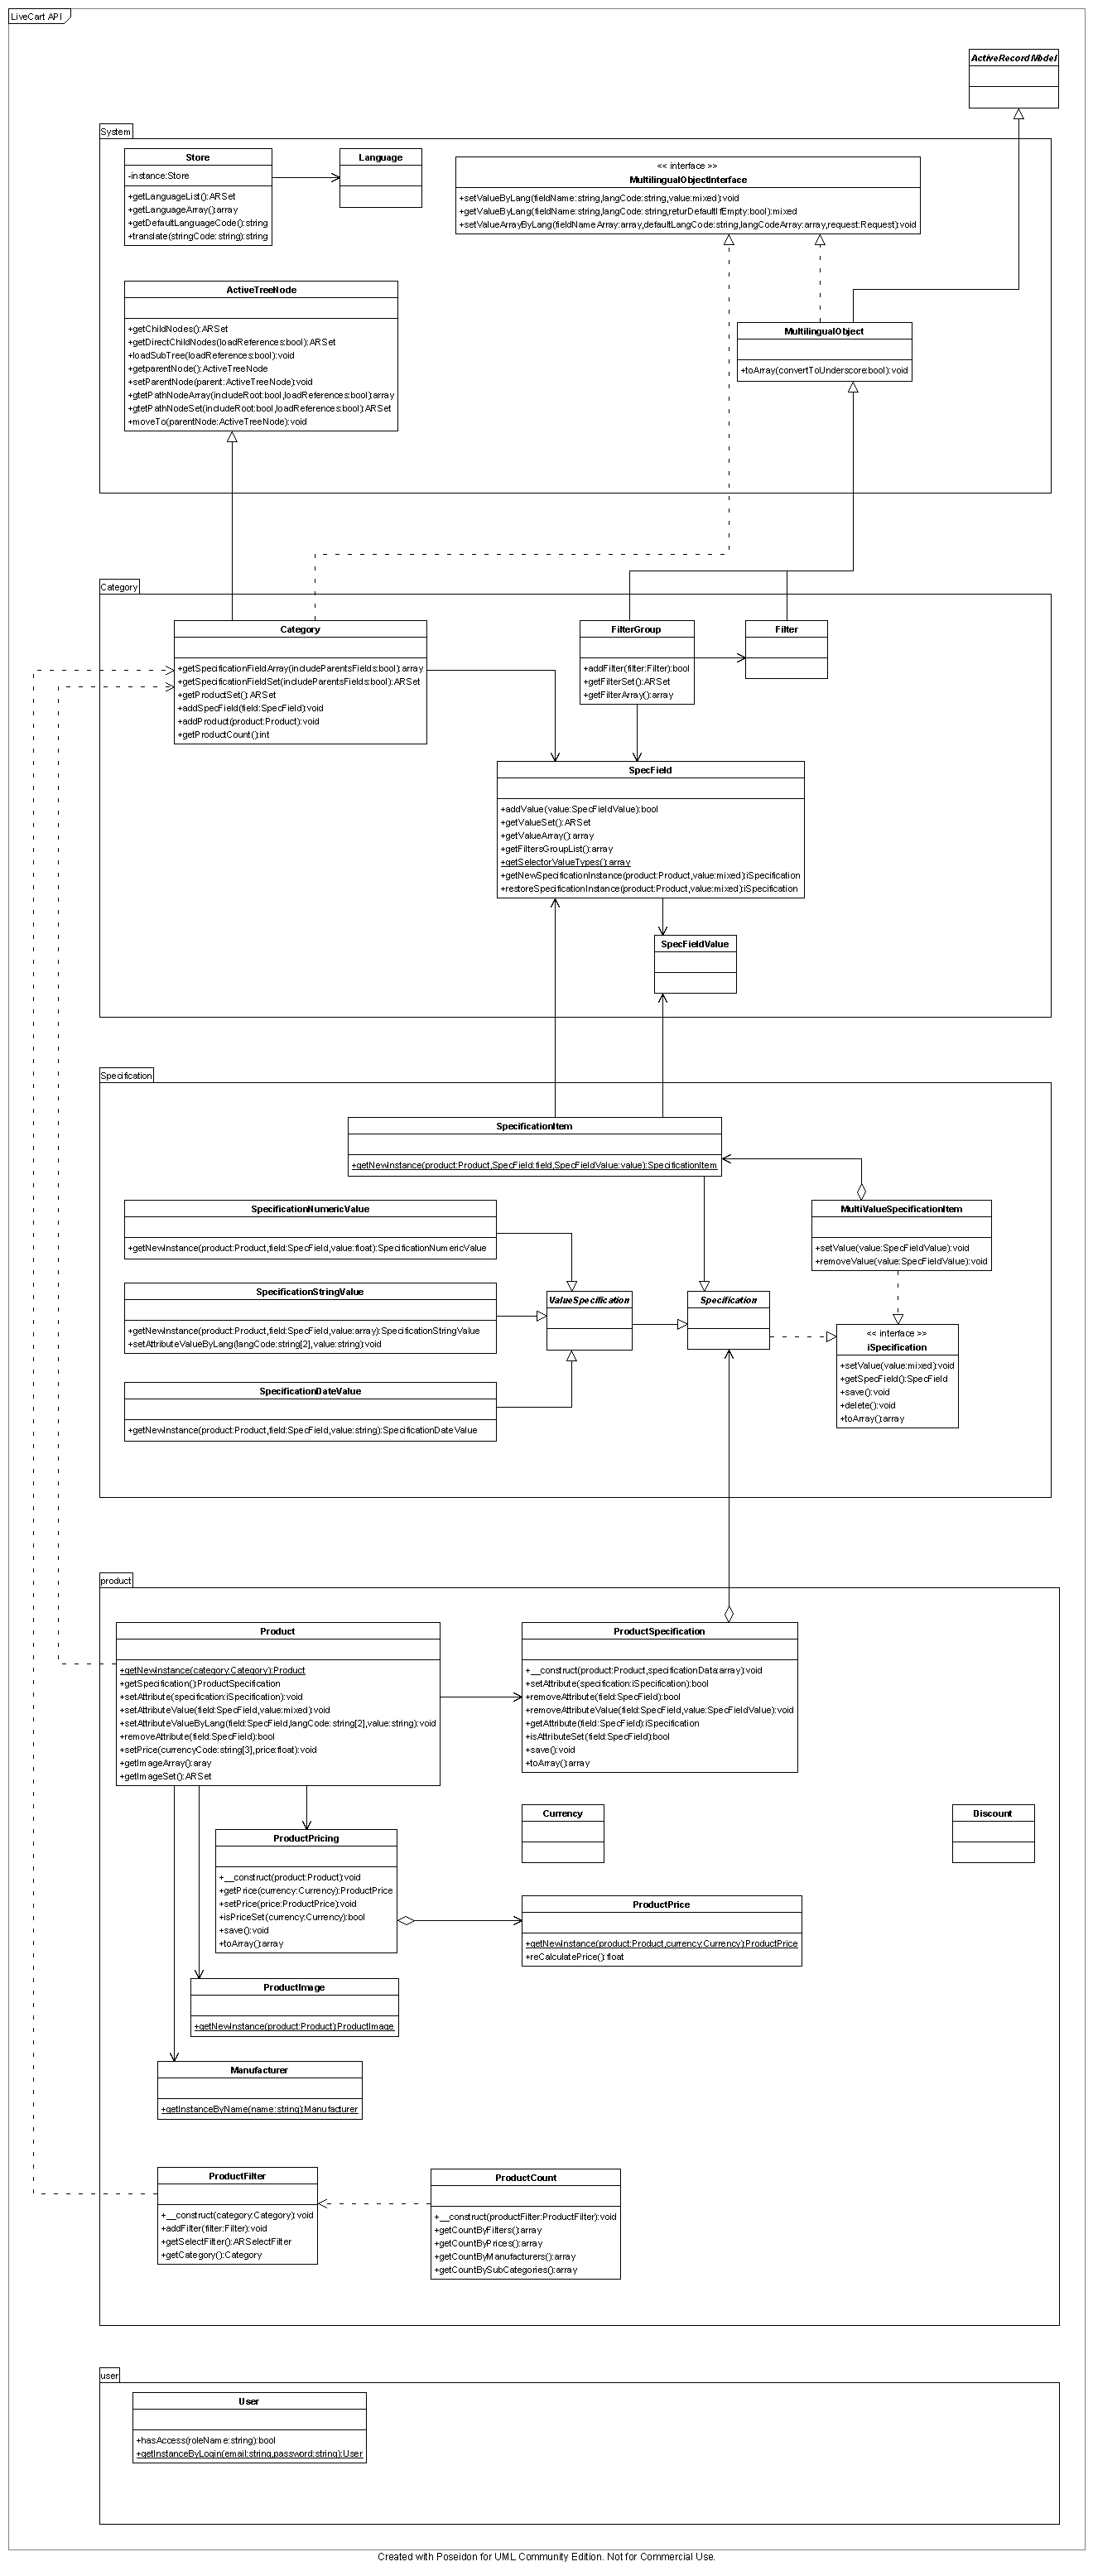 LiveCart API
ActiveRecordModel
System
Store
-instance:Store
+getLanguageList():ARSet
+getLanguageArray():array
+getDefaultLanguageCode():string
+translate(stringCode:string):string
Language
<< interface >>
MultilingualObjectInterface
+setValueByLang(fieldName:string,langCode:string,value:mixed):void
+getValueByLang(fieldName:string,langCode:string,returDefaultIfEmpty:bool):mixed
+setValueArrayByLang(fieldNameArray:array,defaultLangCode:string,langCodeArray:array,request:Request):void
ActiveTreeNode
+getChildNodes():ARSet
+getDirectChildNodes(loadReferences:bool):ARSet
+loadSubTree(loadReferences:bool):void
+getparentNode():ActiveTreeNode
+setParentNode(parent:ActiveTreeNode):void
+gtetPathNodeArray(includeRoot:bool,loadReferences:bool):array
+gtetPathNodeSet(includeRoot:bool,loadReferences:bool):ARSet
+moveTo(parentNode:ActiveTreeNode):void
MultilingualObject
+toArray(convertToUnderscore:bool):void
Category
Category
+getSpecificationFieldArray(includeParentsFields:bool):array
+getSpecificationFieldSet(includeParentsFields:bool):ARSet
+getProductSet():ARSet
+addSpecField(field:SpecField):void
+addProduct(product:Product):void
+getProductCount():int
FilterGroup
+addFilter(filter:Filter):bool
+getFilterSet():ARSet
+getFilterArray():array
Filter
SpecField
+addValue(value:SpecFieldValue):bool
+getValueSet():ARSet
+getValueArray():array
+getFiltersGroupList():array
+getSelectorValueTypes():array
+getNewSpecificationInstance(product:Product,value:mixed):iSpecification
+restoreSpecificationInstance(product:Product,value:mixed):iSpecification
SpecFieldValue
Specification
SpecificationItem
+getNewInstance(product:Product,SpecField:field,SpecFieldValue:value):SpecificationItem
SpecificationNumericValue
+getNewInstance(product:Product,field:SpecField,value:float):SpecificationNumericValue
MultiValueSpecificationItem
+setValue(value:SpecFieldValue):void
+removeValue(value:SpecFieldValue):void
SpecificationStringValue
+getNewInstance(product:Product,field:SpecField,value:array):SpecificationStringValue
+setAttributeValueByLang(langCode:string[2],value:string):void
ValueSpecification
Specification
<< interface >>
iSpecification
+setValue(value:mixed):void
+getSpecField():SpecField
+save():void
+delete():void
+toArray():array
SpecificationDateValue
+getNewInstance(product:Product,field:SpecField,value:string):SpecificationDateValue
product
Product
+getNewInstance(category:Category):Product
+getSpecification():ProductSpecification
+setAttribute(specification:iSpecification):void
+setAttributeValue(field:SpecField,value:mixed):void
+setAttributeValueByLang(field:SpecField,langCode:string[2],value:string):void
+removeAttribute(field:SpecField):bool
+setPrice(currencyCode:string[3],price:float):void
+getImageArray():aray
+getImageSet():ARSet
ProductSpecification
+__construct(product:Product,specificationData:array):void
+setAttribute(specification:iSpecification):bool
+removeAttribute(field:SpecField):bool
+removeAttributeValue(field:SpecField,value:SpecFieldValue):void
+getAttribute(field:SpecField):iSpecification
+isAttributeSet(field:SpecField):bool
+save():void
+toArray():array
Currency
Discount
ProductPricing
+__construct(product:Product):void
+getPrice(currency:Currency):ProductPrice
+setPrice(price:ProductPrice):void
+isPriceSet(currency:Currency):bool
+save():void
+toArray():array
ProductPrice
+getNewInstance(product:Product,currency:Currency):ProductPrice
+reCalculatePrice():float
ProductImage
+getNewInstance(product:Product):ProductImage
Manufacturer
+getInstanceByName(name:string):Manufacturer
ProductFilter
+__construct(category:Category):void
+addFilter(filter:Filter):void
+getSelectFilter():ARSelectFilter
+getCategory():Category
ProductCount
+__construct(productFilter:ProductFilter):void
+getCountByFilters():array
+getCountByPrices():array
+getCountByManufacturers():array
+getCountBySubCategories():array
user
User
+hasAccess(roleName:string):bool
+getInstanceByLogin(email:string,password:string):User
Created with Poseidon for UML Community Edition. Not for Commercial Use.